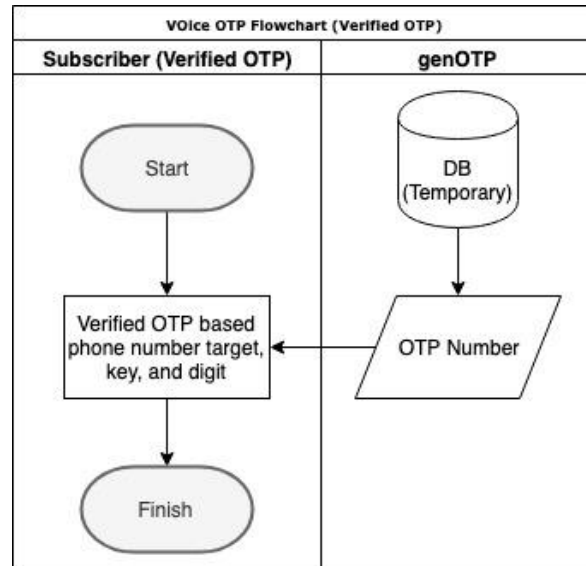 VOice OTP Flowchart (Verified OTP)
Subscriber (Verified OTP)
genOTP
Start
DB
(Temporary)
Verified OTP based
phone number target,
key, and digit
OTP Number
Finish